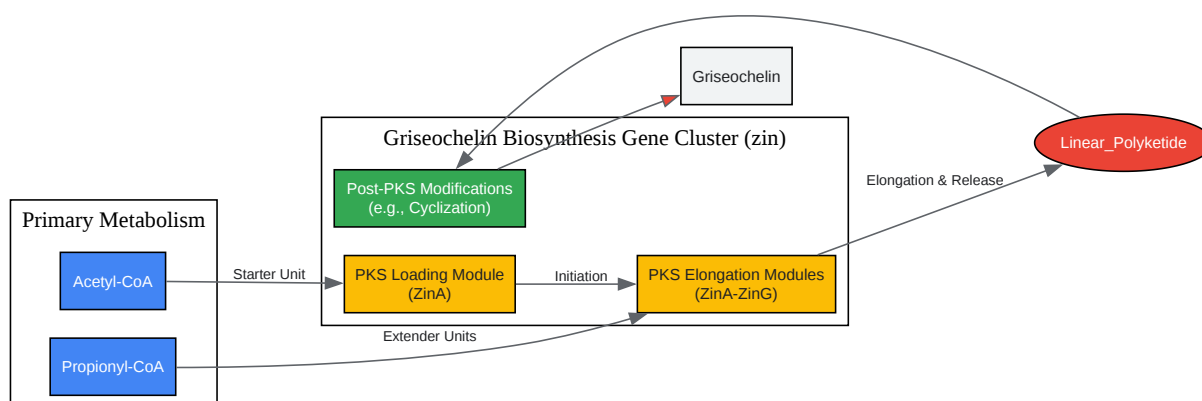 Griseochelin
Griseochelin Biosynthesis Gene Cluster (zin)
Linear_Polyketide
Elongation & Release
Post-PKS Modifications
(e.g., Cyclization)
Primary Metabolism
Acetyl-CoA
Starter Unit
PKS Loading Module
(ZinA)
Initiation
PKS Elongation Modules
(ZinA-ZinG)
Extender Units
Propionyl-CoA